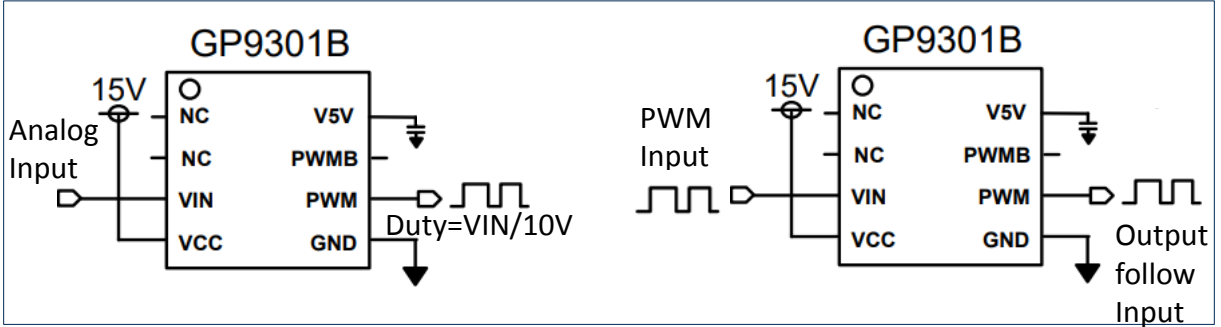 GP9301B
15V
Analog
Input
NC
NC
VIN
VCC
V5V
PWMB
PWM
GND
Duty=VIN/10V
GP9301B
15V
PWM
Input
NC
NC
VIN
VCC
V5V
PWMB
PWM
GND
Output
follow
Input